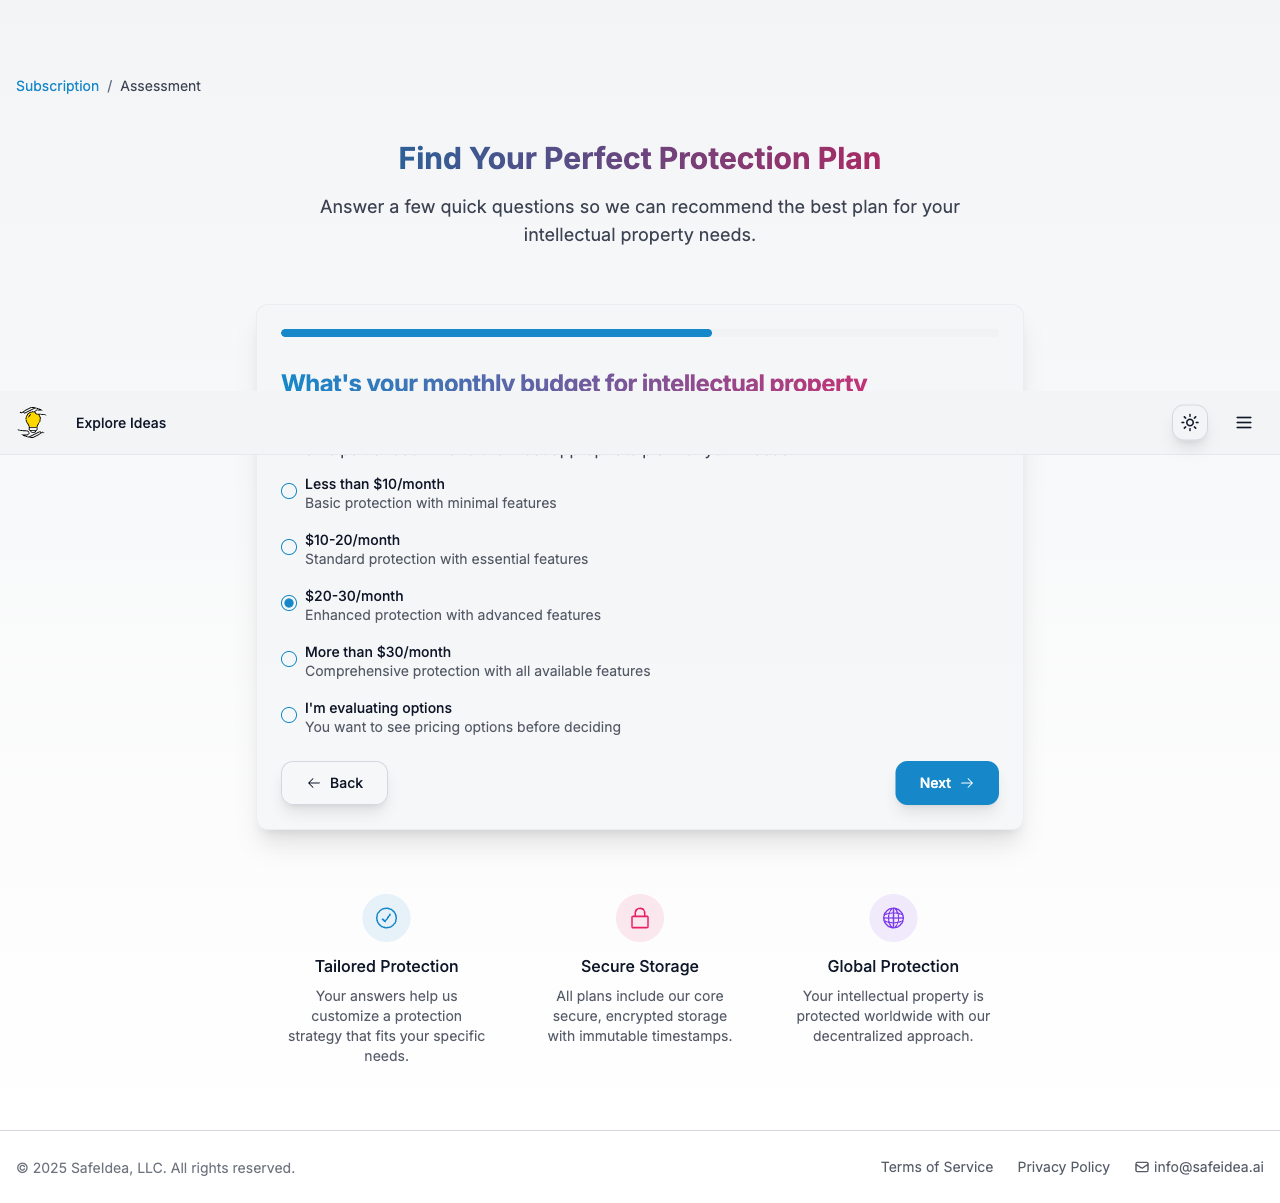 Subscription / Assessment
Find Your Perfect Protection Plan
Answer a few quick questions so we can recommend the best plan for your
intellectual property needs.
What's your monthly budget for intellectual property
Explore Ideas
Less than $10/month
Basic protection with minimal features
$10-20/month
Standard protection with essential features
$20-30/month
Enhanced protection with advanced features
More than $30/month
Comprehensive protection with all available features
I'm evaluating options
You want to see pricing options before deciding
Back
Next
Tailored Protection
Your answers help us
customize a protection
strategy that fits your specific
needs.
Secure Storage
All plans include our core
secure, encrypted storage
with immutable timestamps.
Global Protection
Your intellectual property is
protected worldwide with our
decentralized approach.
© 2025 SafeIdea, LLC. All rights reserved.
Terms of Service
Privacy Policy
info@safeidea.ai